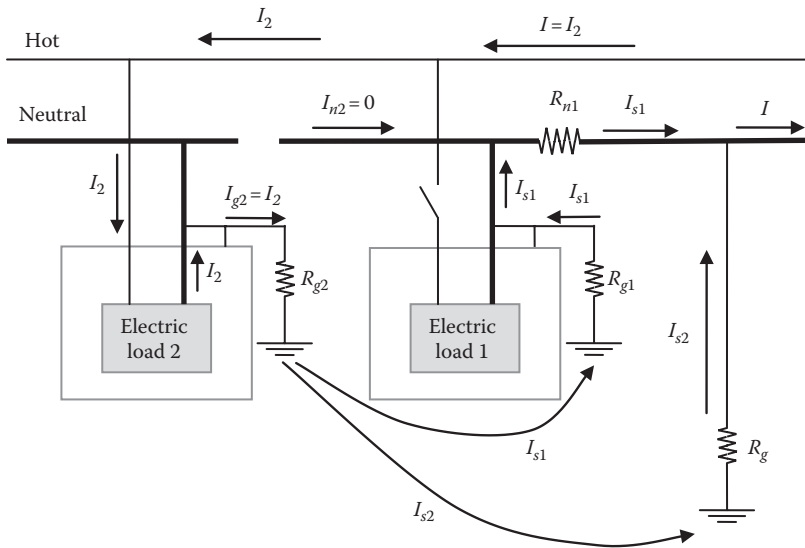 I2
I = I2
Hot
Neutral
In2 = 0
Rn1
Is1
I
I2
Ig2 = I2
Is1
Is1
I2
Rg2
Rg1
Electric
load 2
Electric
load 1
Is2
Is1
Rg
Is2